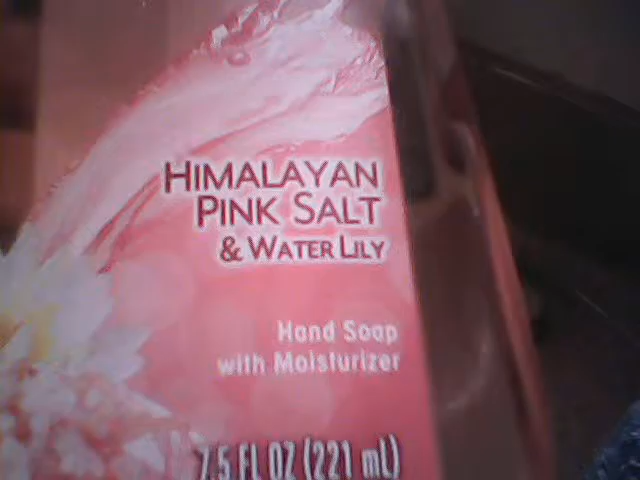 HIMALAYAN
PINK SALT
& WATER LILY
Hand Soap
with Moisturizer
7.5 FL OZ (221 mL)